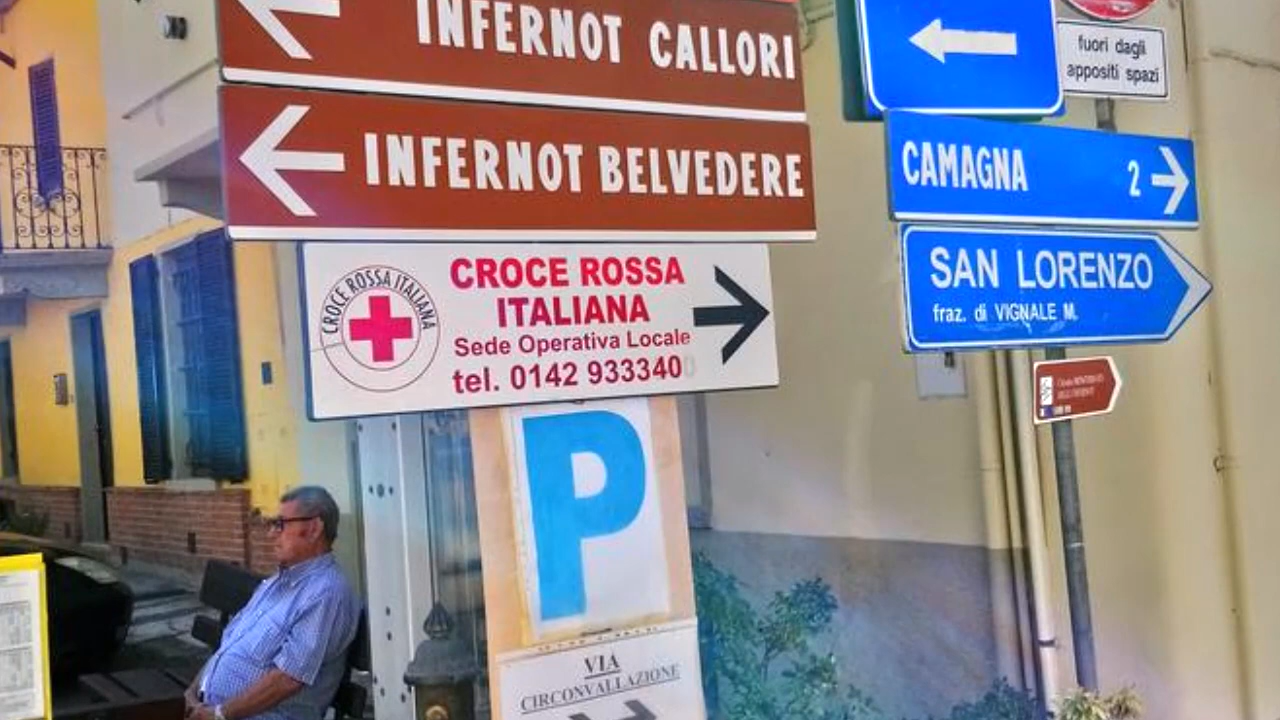 INFERNOT CALLORI
INFERNOT BELVEDERE
CROCE ROSSA ITALIANA
CROCE ROSSA
ITALIANA
Sede Operativa Locale
tel. 0142 933340
P
VIA
CIRCONVALLAZIONE
fuori dagli
appositi spazi
CAMAGNA 2
SAN LORENZO
fraz. di VIGNALE M.